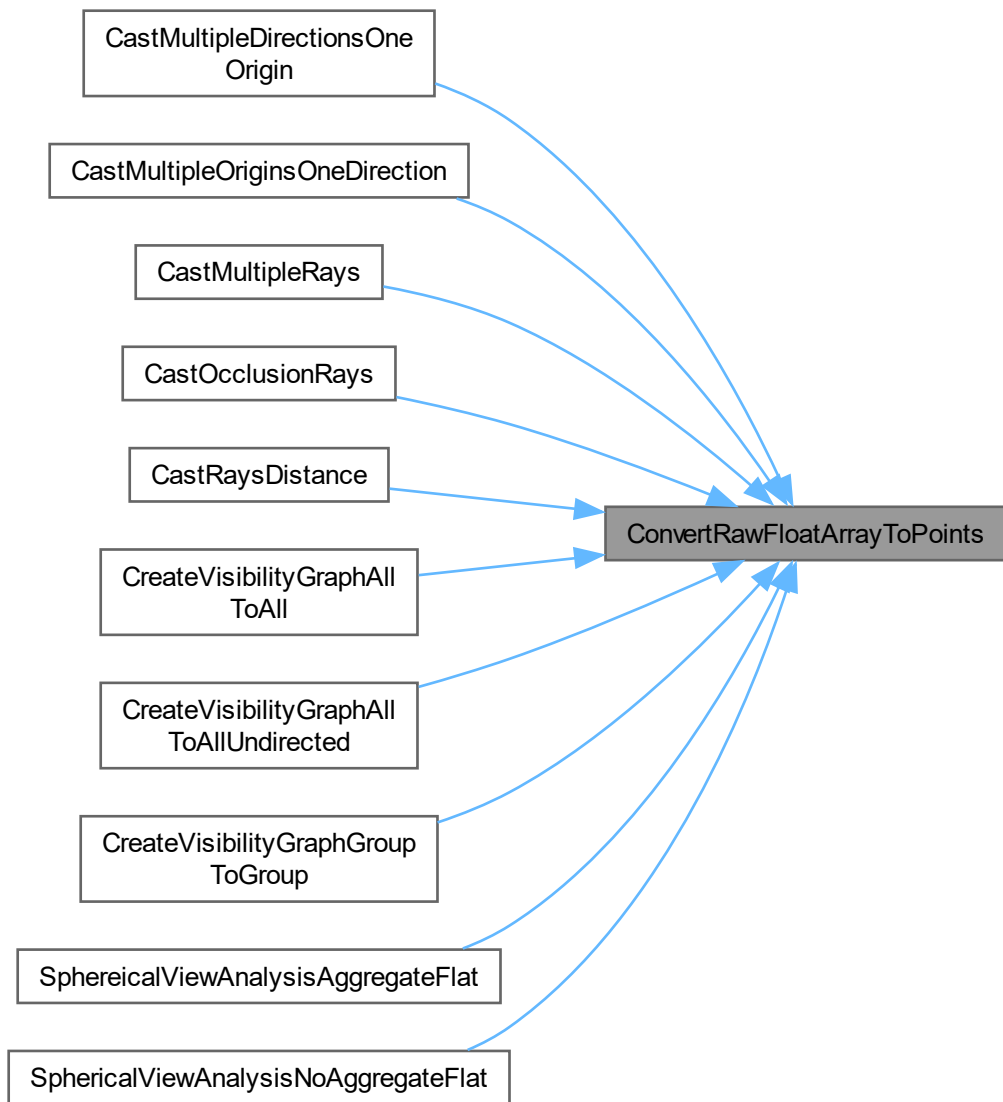 CastMultipleDirectionsOne
Origin
CastMultipleOriginsOneDirection
CastMultipleRays
CastOcclusionRays
CastRaysDistance
ConvertRawFloatArrayToPoints
CreateVisibilityGraphAll
ToAll
CreateVisibilityGraphAll
ToAllUndirected
CreateVisibilityGraphGroup
ToGroup
SphereicalViewAnalysisAggregateFlat
SphericalViewAnalysisNoAggregateFlat